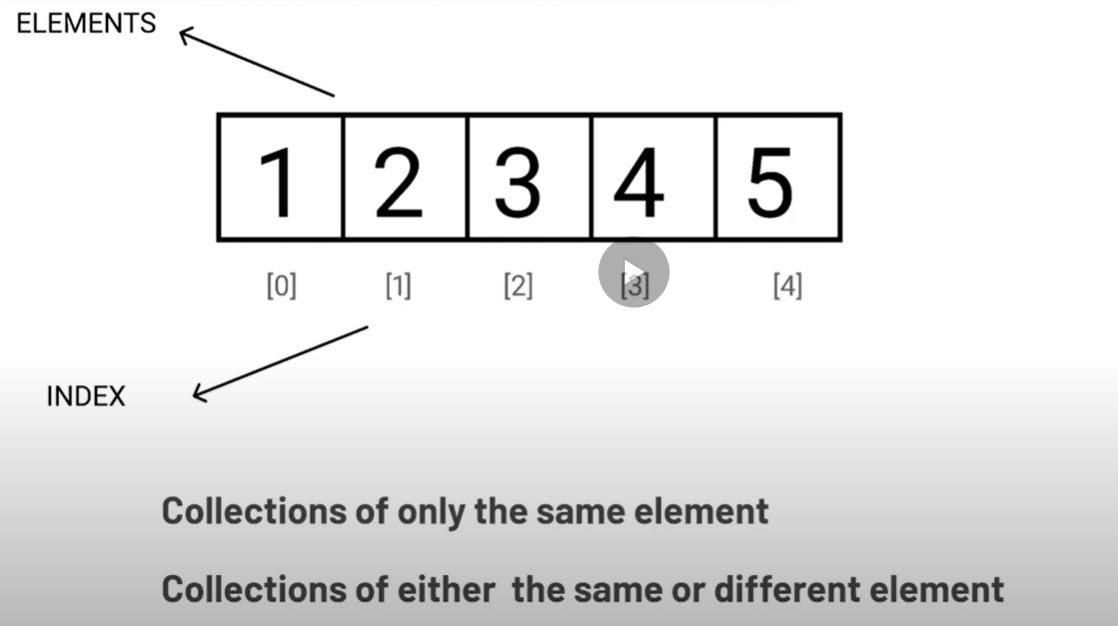 ELEMENTS
1 2 3 4 5
[0] [1] [2] [3] [4]
INDEX
Collections of only the same element
Collections of either the same or different element